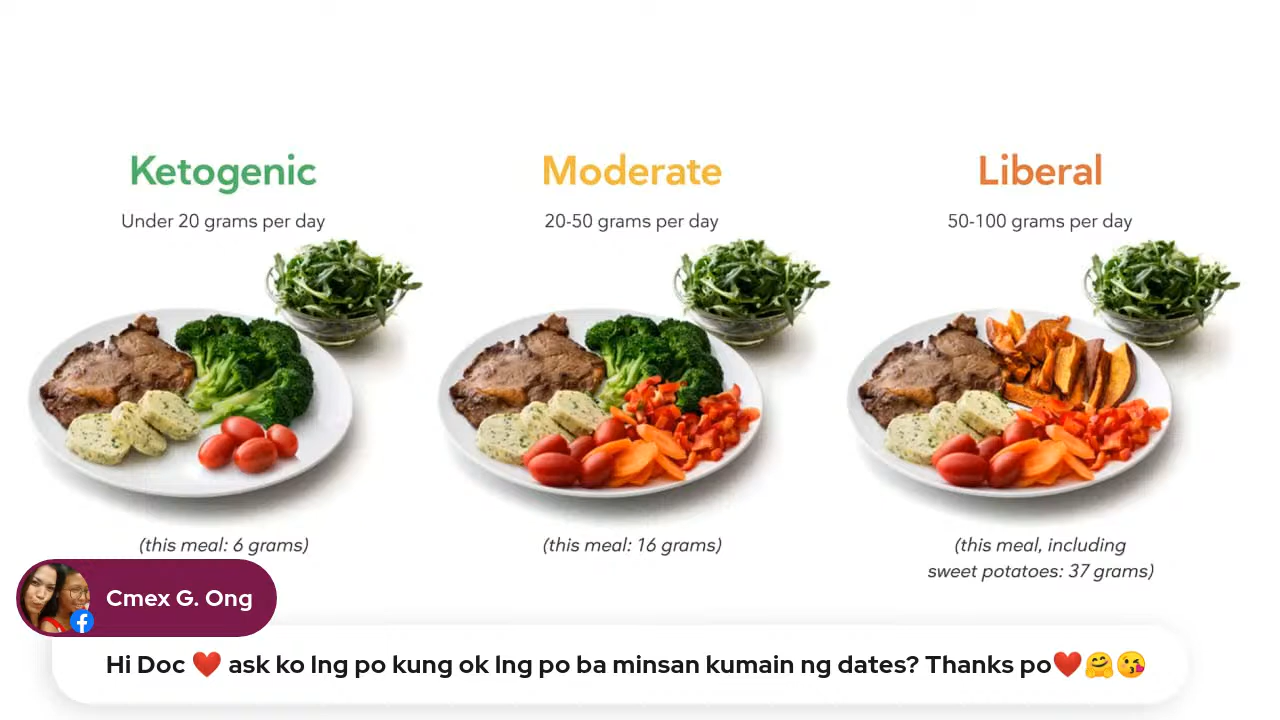 Ketogenic
Under 20 grams per day
(this meal: 6 grams)
Moderate
20-50 grams per day
(this meal: 16 grams)
Liberal
50-100 grams per day
(this meal, including
sweet potatoes: 37 grams)
Cmex G. Ong
Hi Doc ❤️ ask ko lng po kung ok lng po ba minsan kumain ng dates? Thanks po❤️🤗😘